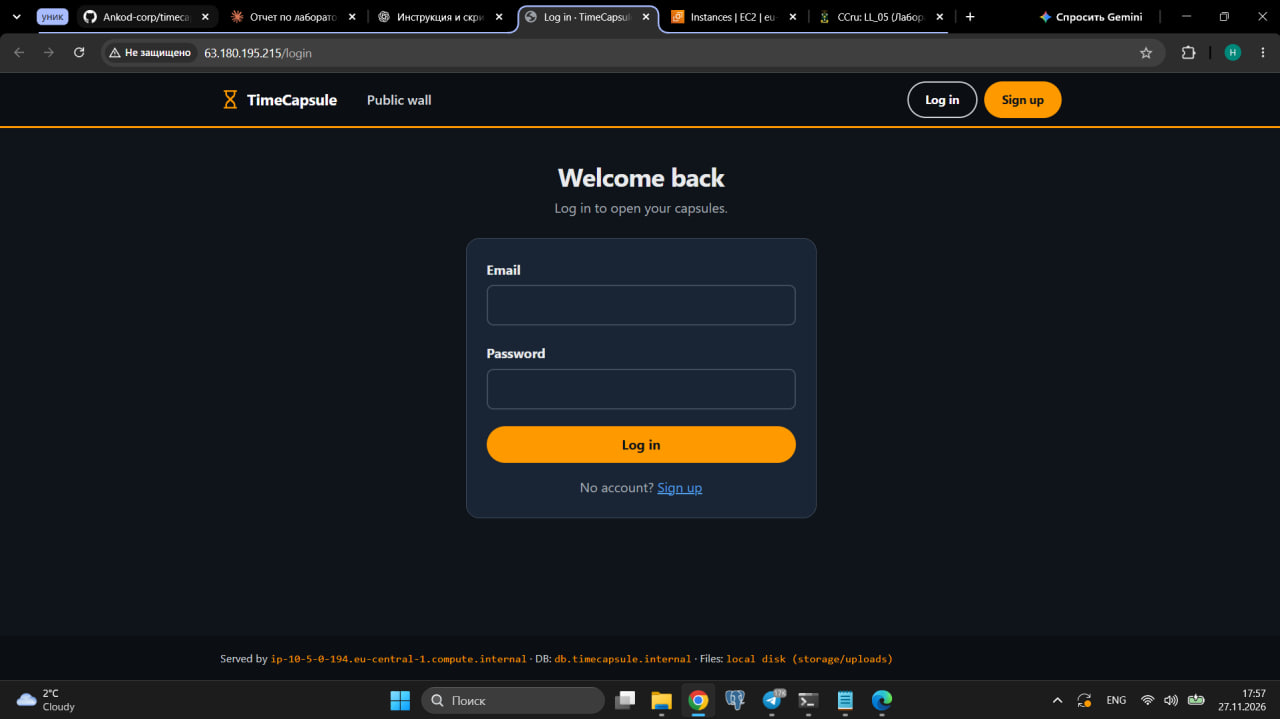 уник
Ankod-corp/timeca
Отчет по лаборато
Инструкция и скри
Log in · TimeCapsul
Instances | EC2 | eu-
CCru: LL_05 (Лабор
Спросить Gemini
Не защищено
63.180.195.215/login
H
TimeCapsule
Public wall
Log in
Sign up
Welcome back
Log in to open your capsules.
Email
Password
Log in
No account? Sign up
Served by ip-10-5-0-194.eu-central-1.compute.internal · DB: db.timecapsule.internal · Files: local disk (storage/uploads)
2°C
Cloudy
Поиск
17K
ENG
17:57
27.11.2026